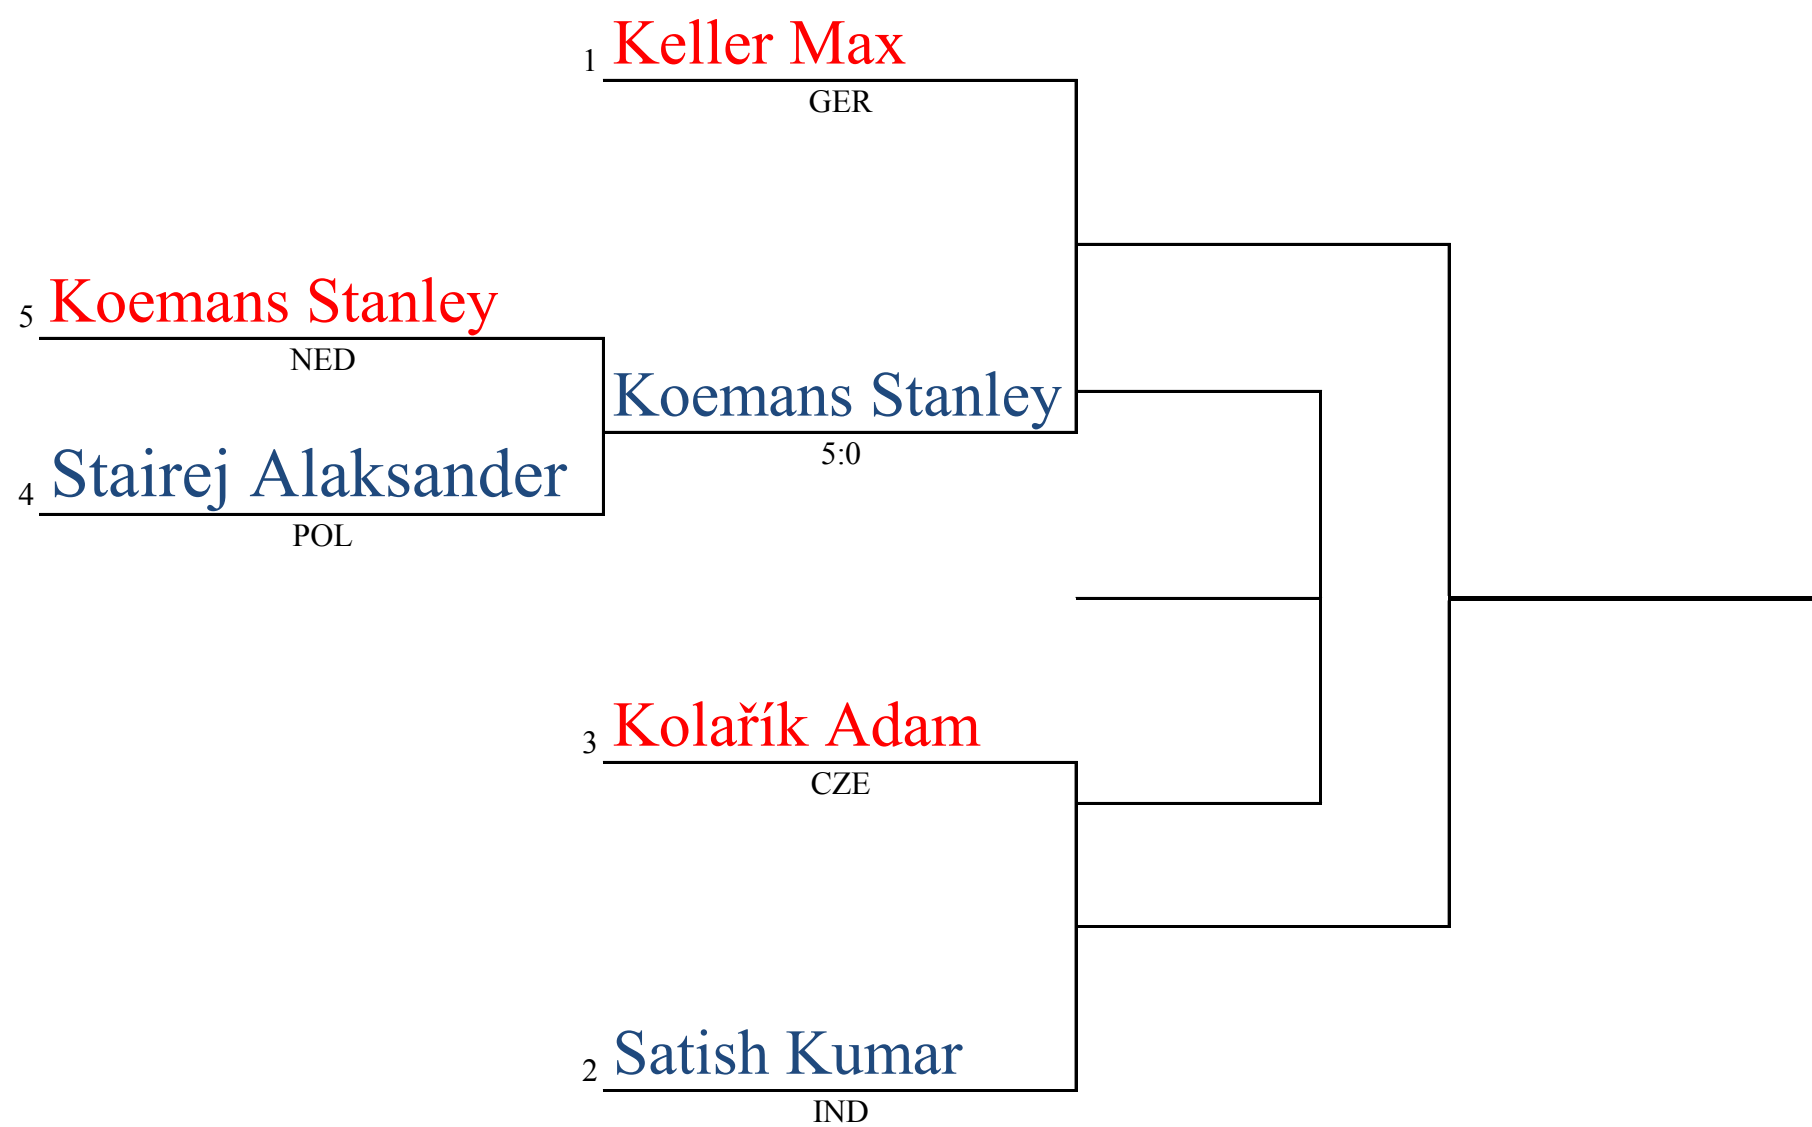 1 Keller Max
GER
5 Koemans Stanley
NED
Koemans Stanley
5:0
4 Stairej Alaksander
POL
3 Kolařík Adam
CZE
2 Satish Kumar
IND